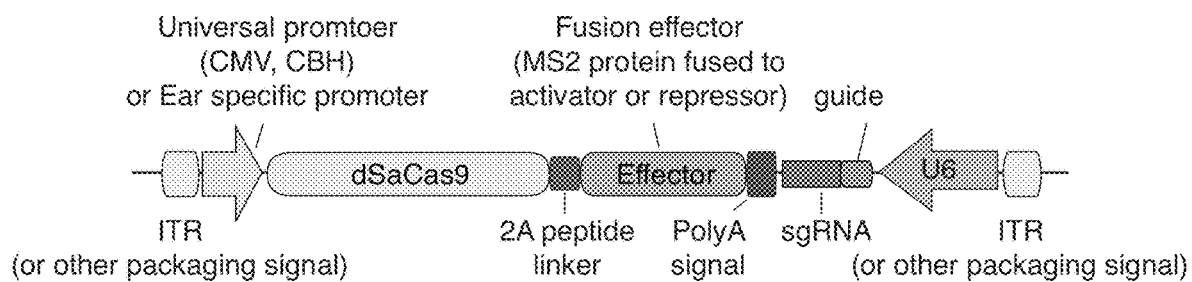 Universal promtoer
(CMV, CBH)
or Ear specific promoter
Fusion effector
(MS2 protein fused to
activator or repressor)
guide
dSaCas9
Effector
U6
ITR
(or other packaging signal)
2A peptide
linker
PolyA
signal
sgRNA
ITR
(or other packaging signal)